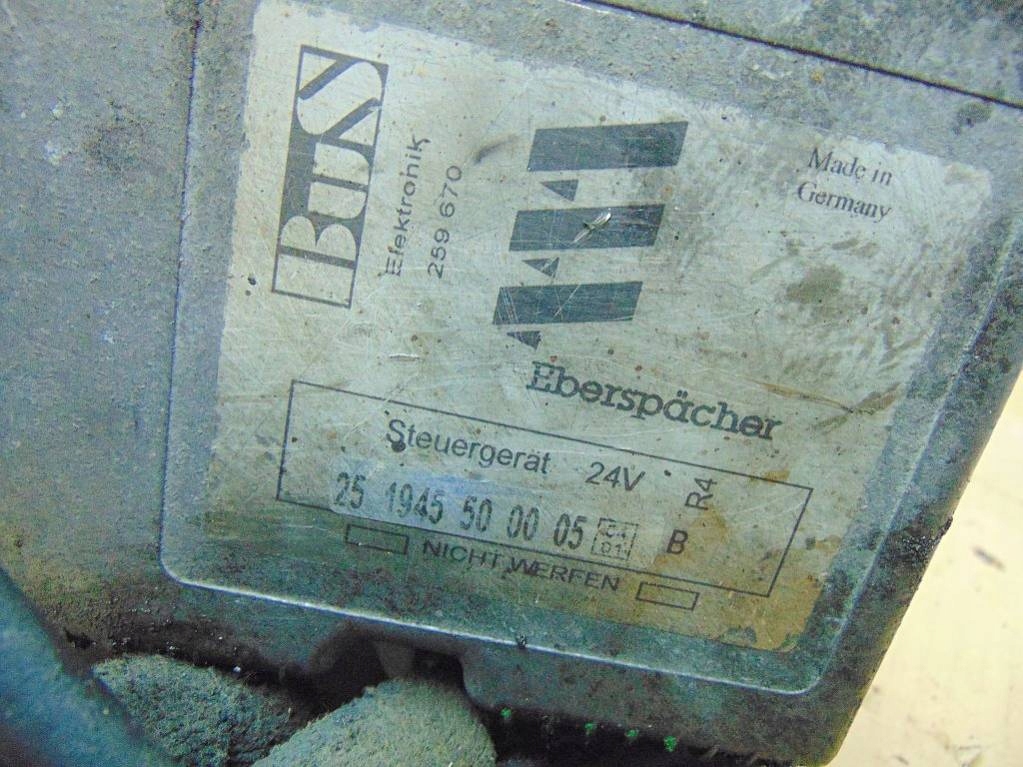 BUS
Elektronik
259 670
Made in
Germany
Eberspächer
Steuergerät 24V R4
25 1945 50 00 05 B
NICHT WERFEN